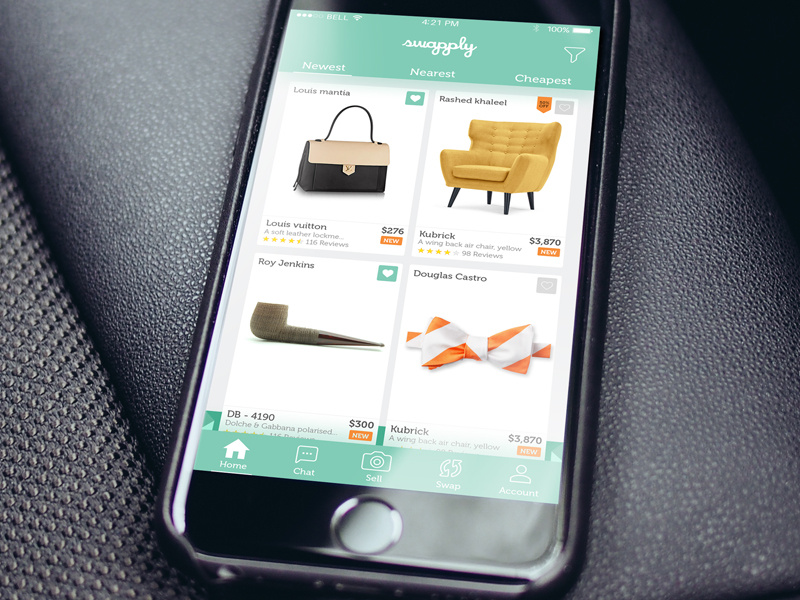 BELL
4:21 PM
100%
swapply
Newest
Nearest
Cheapest
Louis mantia
Louis vuitton
$276
A soft leather lockme...
NEW
116 Reviews
Rashed khaleel
OFF
Kubrick
$3,870
A wing back air chair, yellow
NEW
98 Reviews
Roy Jenkins
DB - 4190
$300
Dolche & Gabbana polarised...
NEW
116 Reviews
Douglas Castro
Kubrick
$3,870
A wing back air chair, yellow
NEW
Home
Chat
Sell
Swap
Account